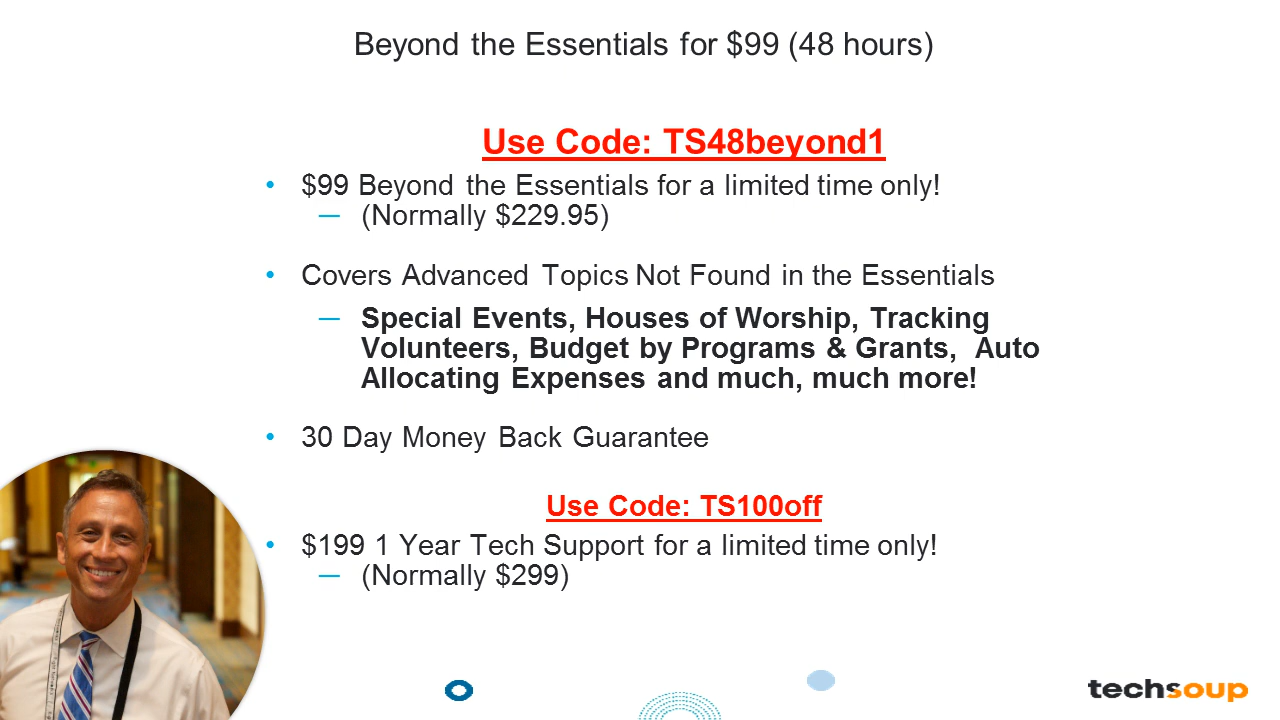 Beyond the Essentials for $99 (48 hours)
Use Code: TS48beyond1
• $99 Beyond the Essentials for a limited time only!
— (Normally $229.95)
• Covers Advanced Topics Not Found in the Essentials
— Special Events, Houses of Worship, Tracking
Volunteers, Budget by Programs & Grants, Auto
Allocating Expenses and much, much more!
• 30 Day Money Back Guarantee
Use Code: TS100off
• $199 1 Year Tech Support for a limited time only!
— (Normally $299)
techsoup